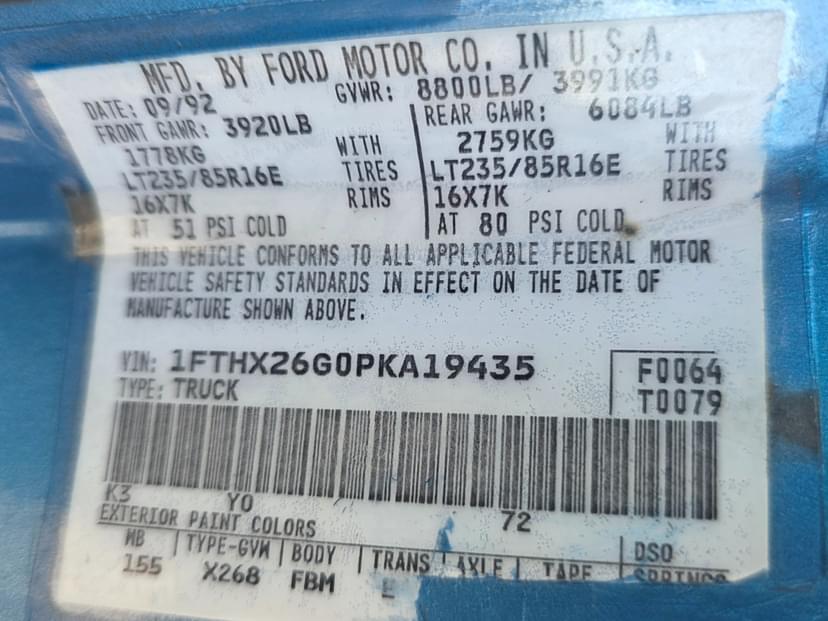 MFD. BY FORD MOTOR CO. IN U.S.A.
DATE: 09/92 GVWR: 8800LB/ 3991KG
FRONT GAWR: 3920LB REAR GAWR: 6084LB
1778KG WITH 2759KG WITH
LT235/85R16E TIRES LT235/85R16E TIRES
16X7K RIMS 16X7K RIMS
AT 51 PSI COLD AT 80 PSI COLD
THIS VEHICLE CONFORMS TO ALL APPLICABLE FEDERAL MOTOR
VEHICLE SAFETY STANDARDS IN EFFECT ON THE DATE OF
MANUFACTURE SHOWN ABOVE.
VIN: 1FTHX26G0PKA19435 F0064
TYPE: TRUCK T0079
K3 YO 72
EXTERIOR PAINT COLORS DSO
WB TYPE-GVW BODY TRANS AXLE TAPE SPRINGS
155 X268 FBM